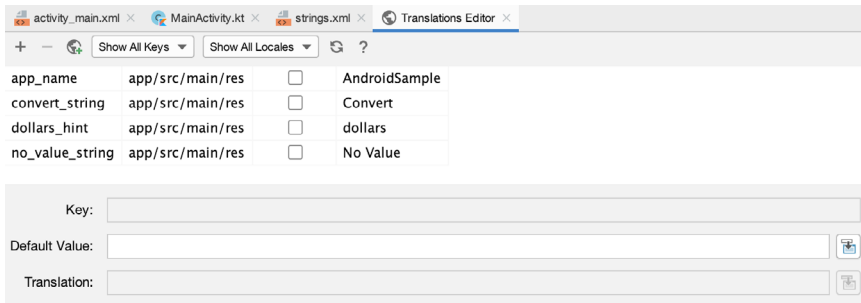 activity_main.xml MainActivity.kt strings.xml Translations Editor
Show All Keys Show All Locales ?
app_name app/src/main/res AndroidSample
convert_string app/src/main/res Convert
dollars_hint app/src/main/res dollars
no_value_string app/src/main/res No Value
Key:
Default Value:
Translation: